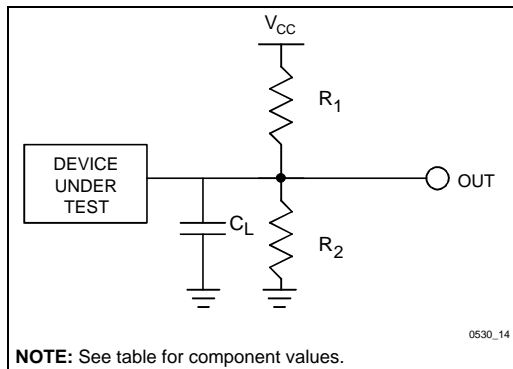 VCC
R1
DEVICE
UNDER
TEST
OUT
CL
R2
0530_14
NOTE: See table for component values.